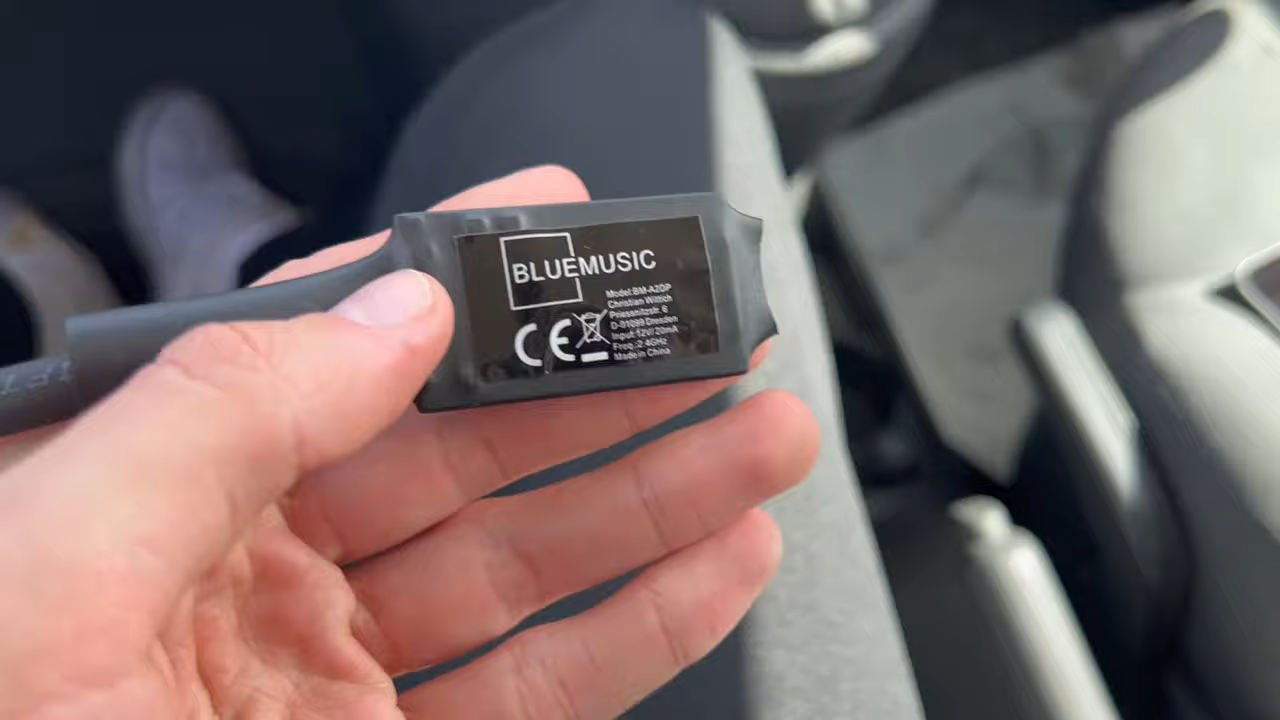 BLUEMUSIC
Model:BM-A2DP
Christian Wittich
Priessnitzstr. 6
D-01099 Dresden
Input:12V/20mA
Freq.:2.4GHz
Made in China
CE